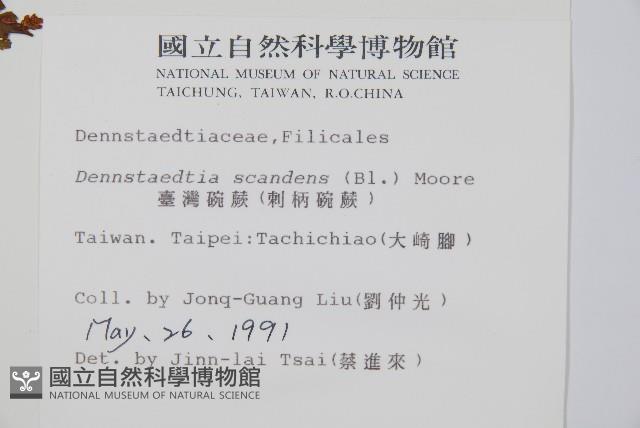 國立自然科學博物館
NATIONAL MUSEUM OF NATURAL SCIENCE
TAICHUNG, TAIWAN, R.O.CHINA
Dennstaedtiaceae,Filicales
Dennstaedtia scandens (Bl.) Moore
臺灣碗蕨(刺柄碗蕨)
Taiwan. Taipei:Tachichiao(大崎腳)
Coll. by Jonq-Guang Liu(劉仲光)
May、26、1991
Det. by Jinn-lai Tsai(蔡進來)
國立自然科學博物館
NATIONAL MUSEUM OF NATURAL SCIENCE